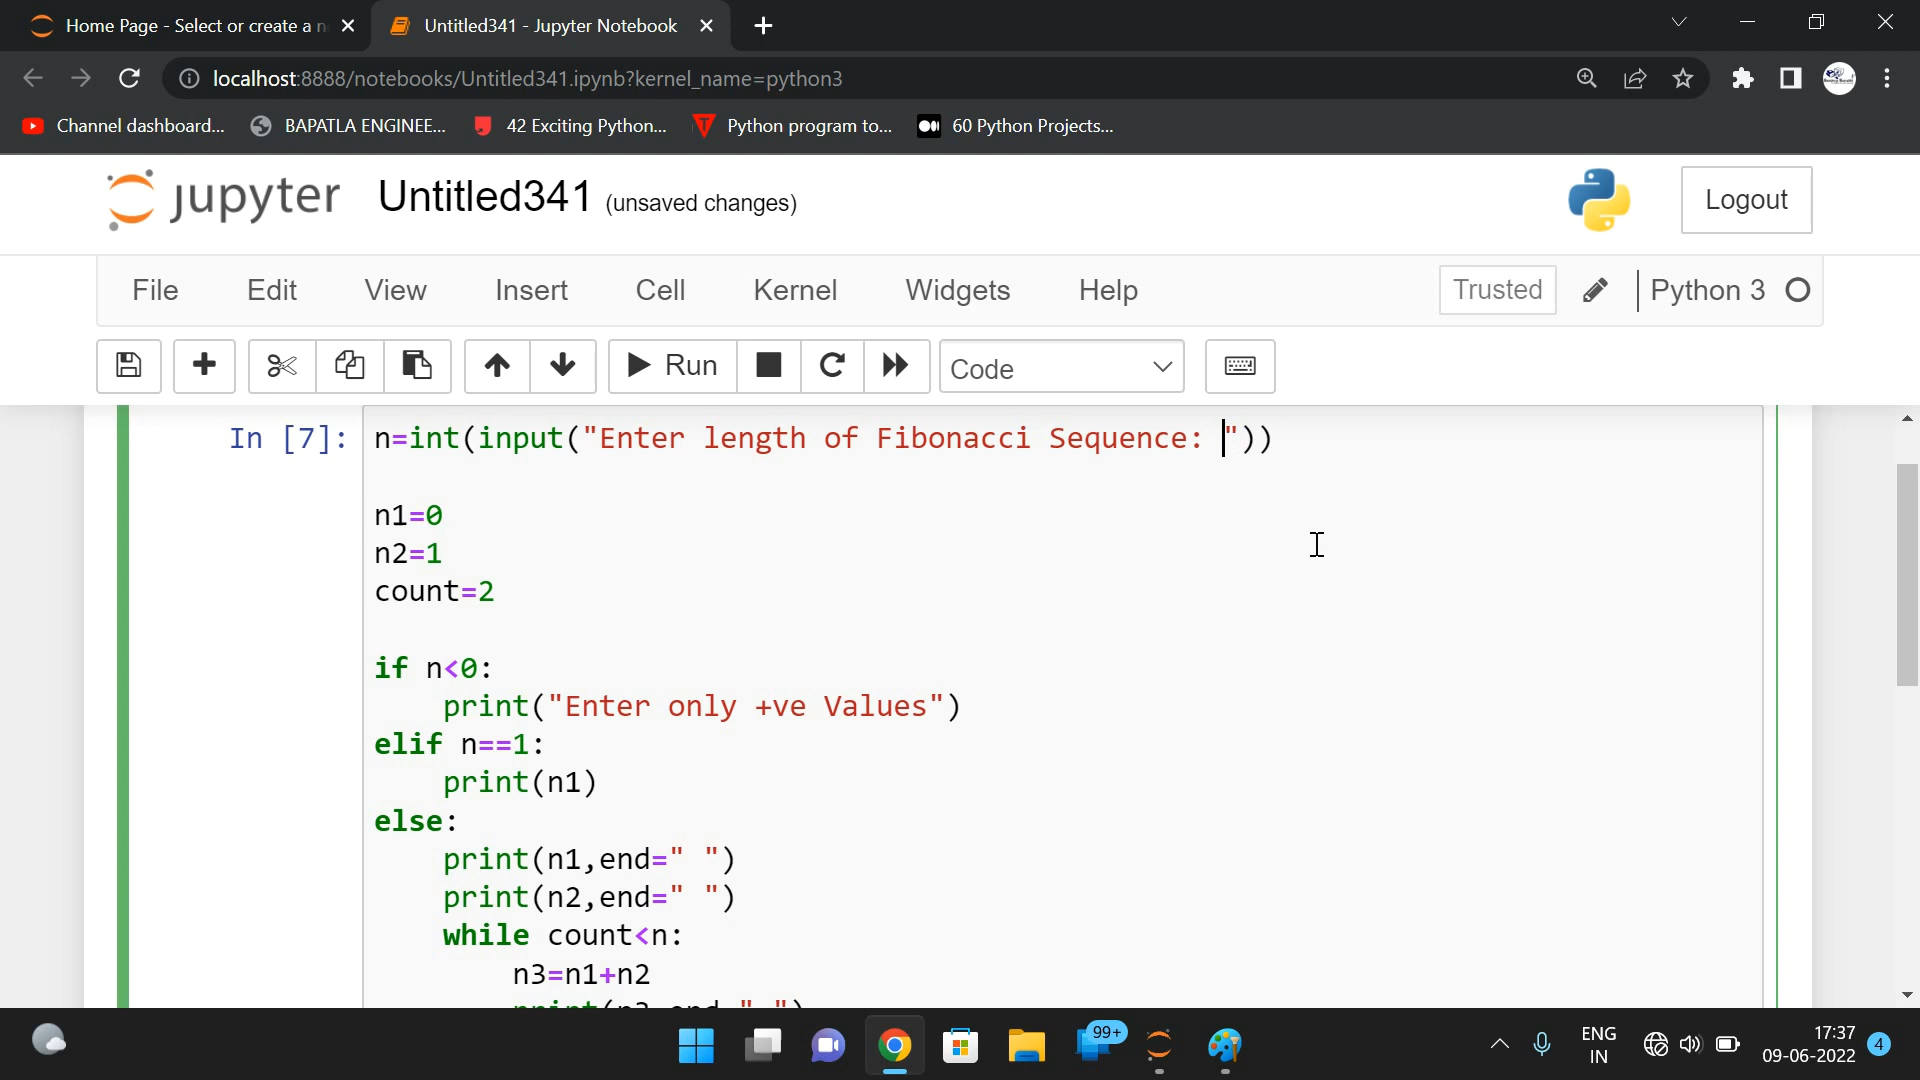 Home Page - Select or create a n
Untitled341 - Jupyter Notebook
localhost:8888/notebooks/Untitled341.ipynb?kernel_name=python3
Channel dashboard...
BAPATLA ENGINEE...
42 Exciting Python...
Python program to...
60 Python Projects...
jupyter
Untitled341 (unsaved changes)
Logout
File Edit View Insert Cell Kernel Widgets Help
Trusted
Python 3
Run
Code
In [7]: n=int(input("Enter length of Fibonacci Sequence: "))
n1=0
n2=1
count=2
if n<0:
    print("Enter only +ve Values")
elif n==1:
    print(n1)
else:
    print(n1,end=" ")
    print(n2,end=" ")
    while count<n:
        n3=n1+n2
99+
ENG
IN
17:37
09-06-2022
4